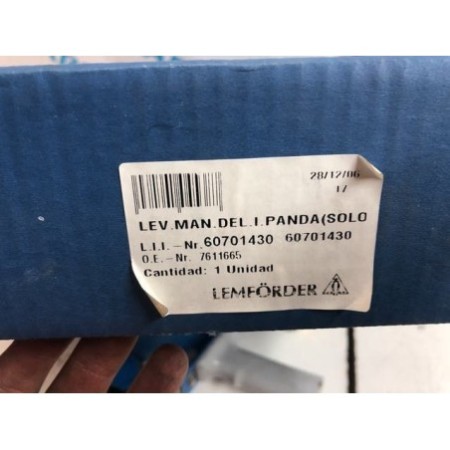 28/12/06
17
LEV.MAN.DEL.I.PANDA(SOLO
L.I.I.-Nr.60701430 60701430
O.E.-Nr. 7611665
Cantidad: 1 Unidad
LEMFÖRDER